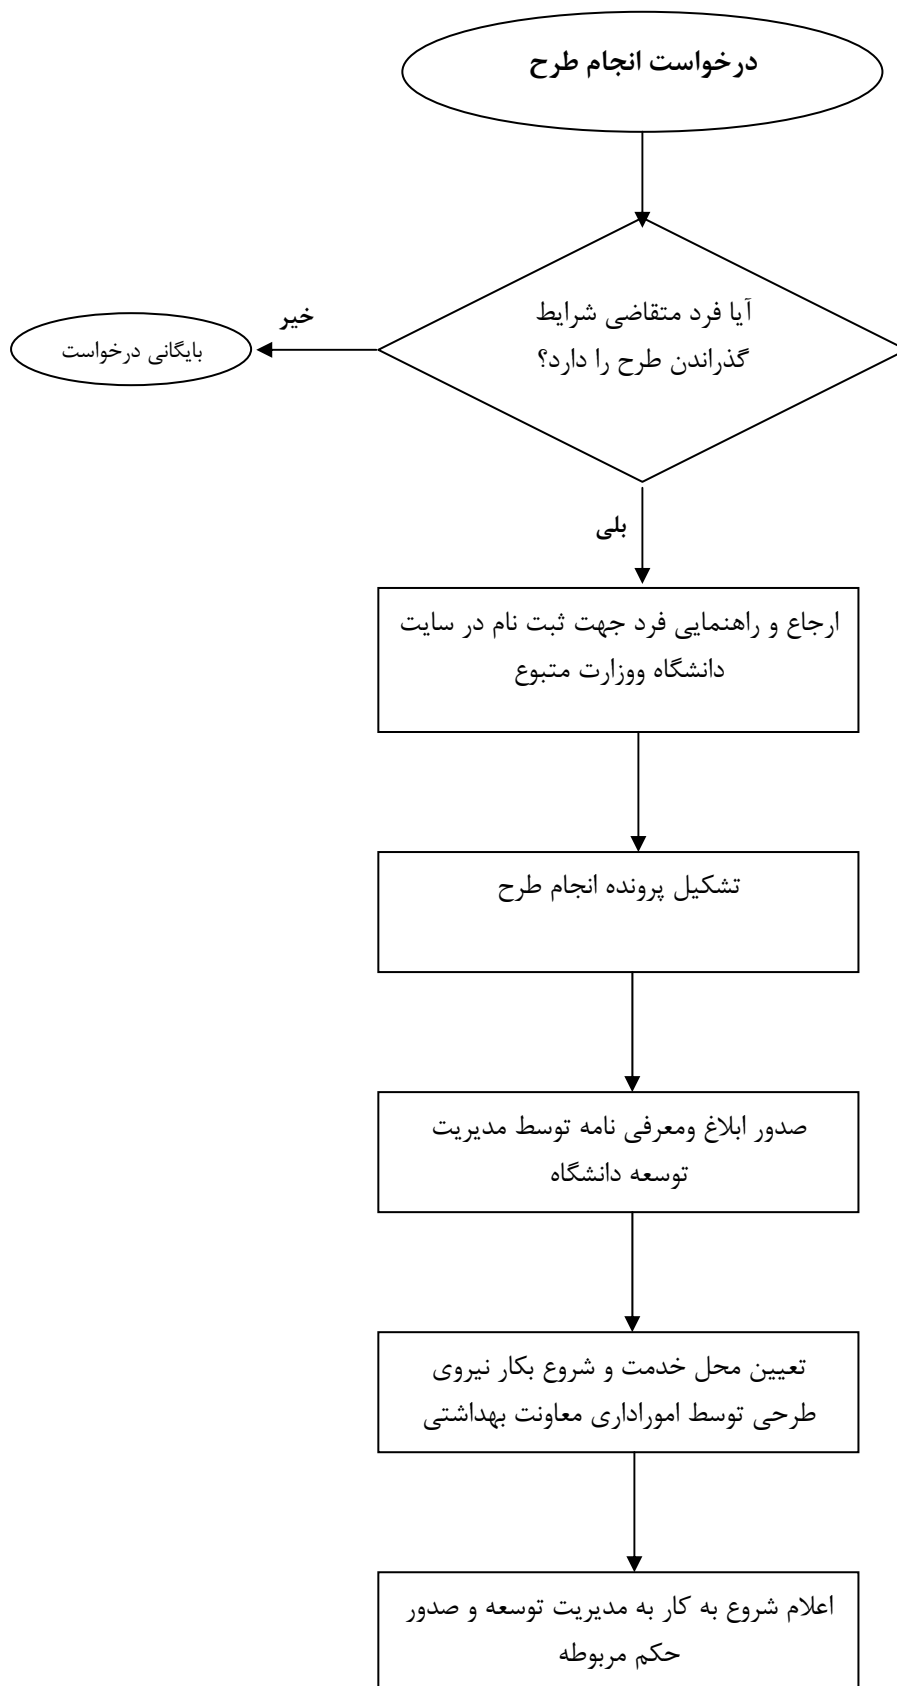 درخواست انجام طرح
آیا فرد متقاضی شرایط
گذراندن طرح را دارد؟
خیر
بایگانی درخواست
بلی
ارجاع و راهنمایی فرد جهت ثبت نام در سایت
دانشگاه ووزارت متبوع
تشکیل پرونده انجام طرح
صدور ابلاغ ومعرفی نامه توسط مدیریت
توسعه دانشگاه
تعیین محل خدمت و شروع بکار نیروی
طرحی توسط اموراداری معاونت بهداشتی
اعلام شروع به کار به مدیریت توسعه و صدور
حکم مربوطه